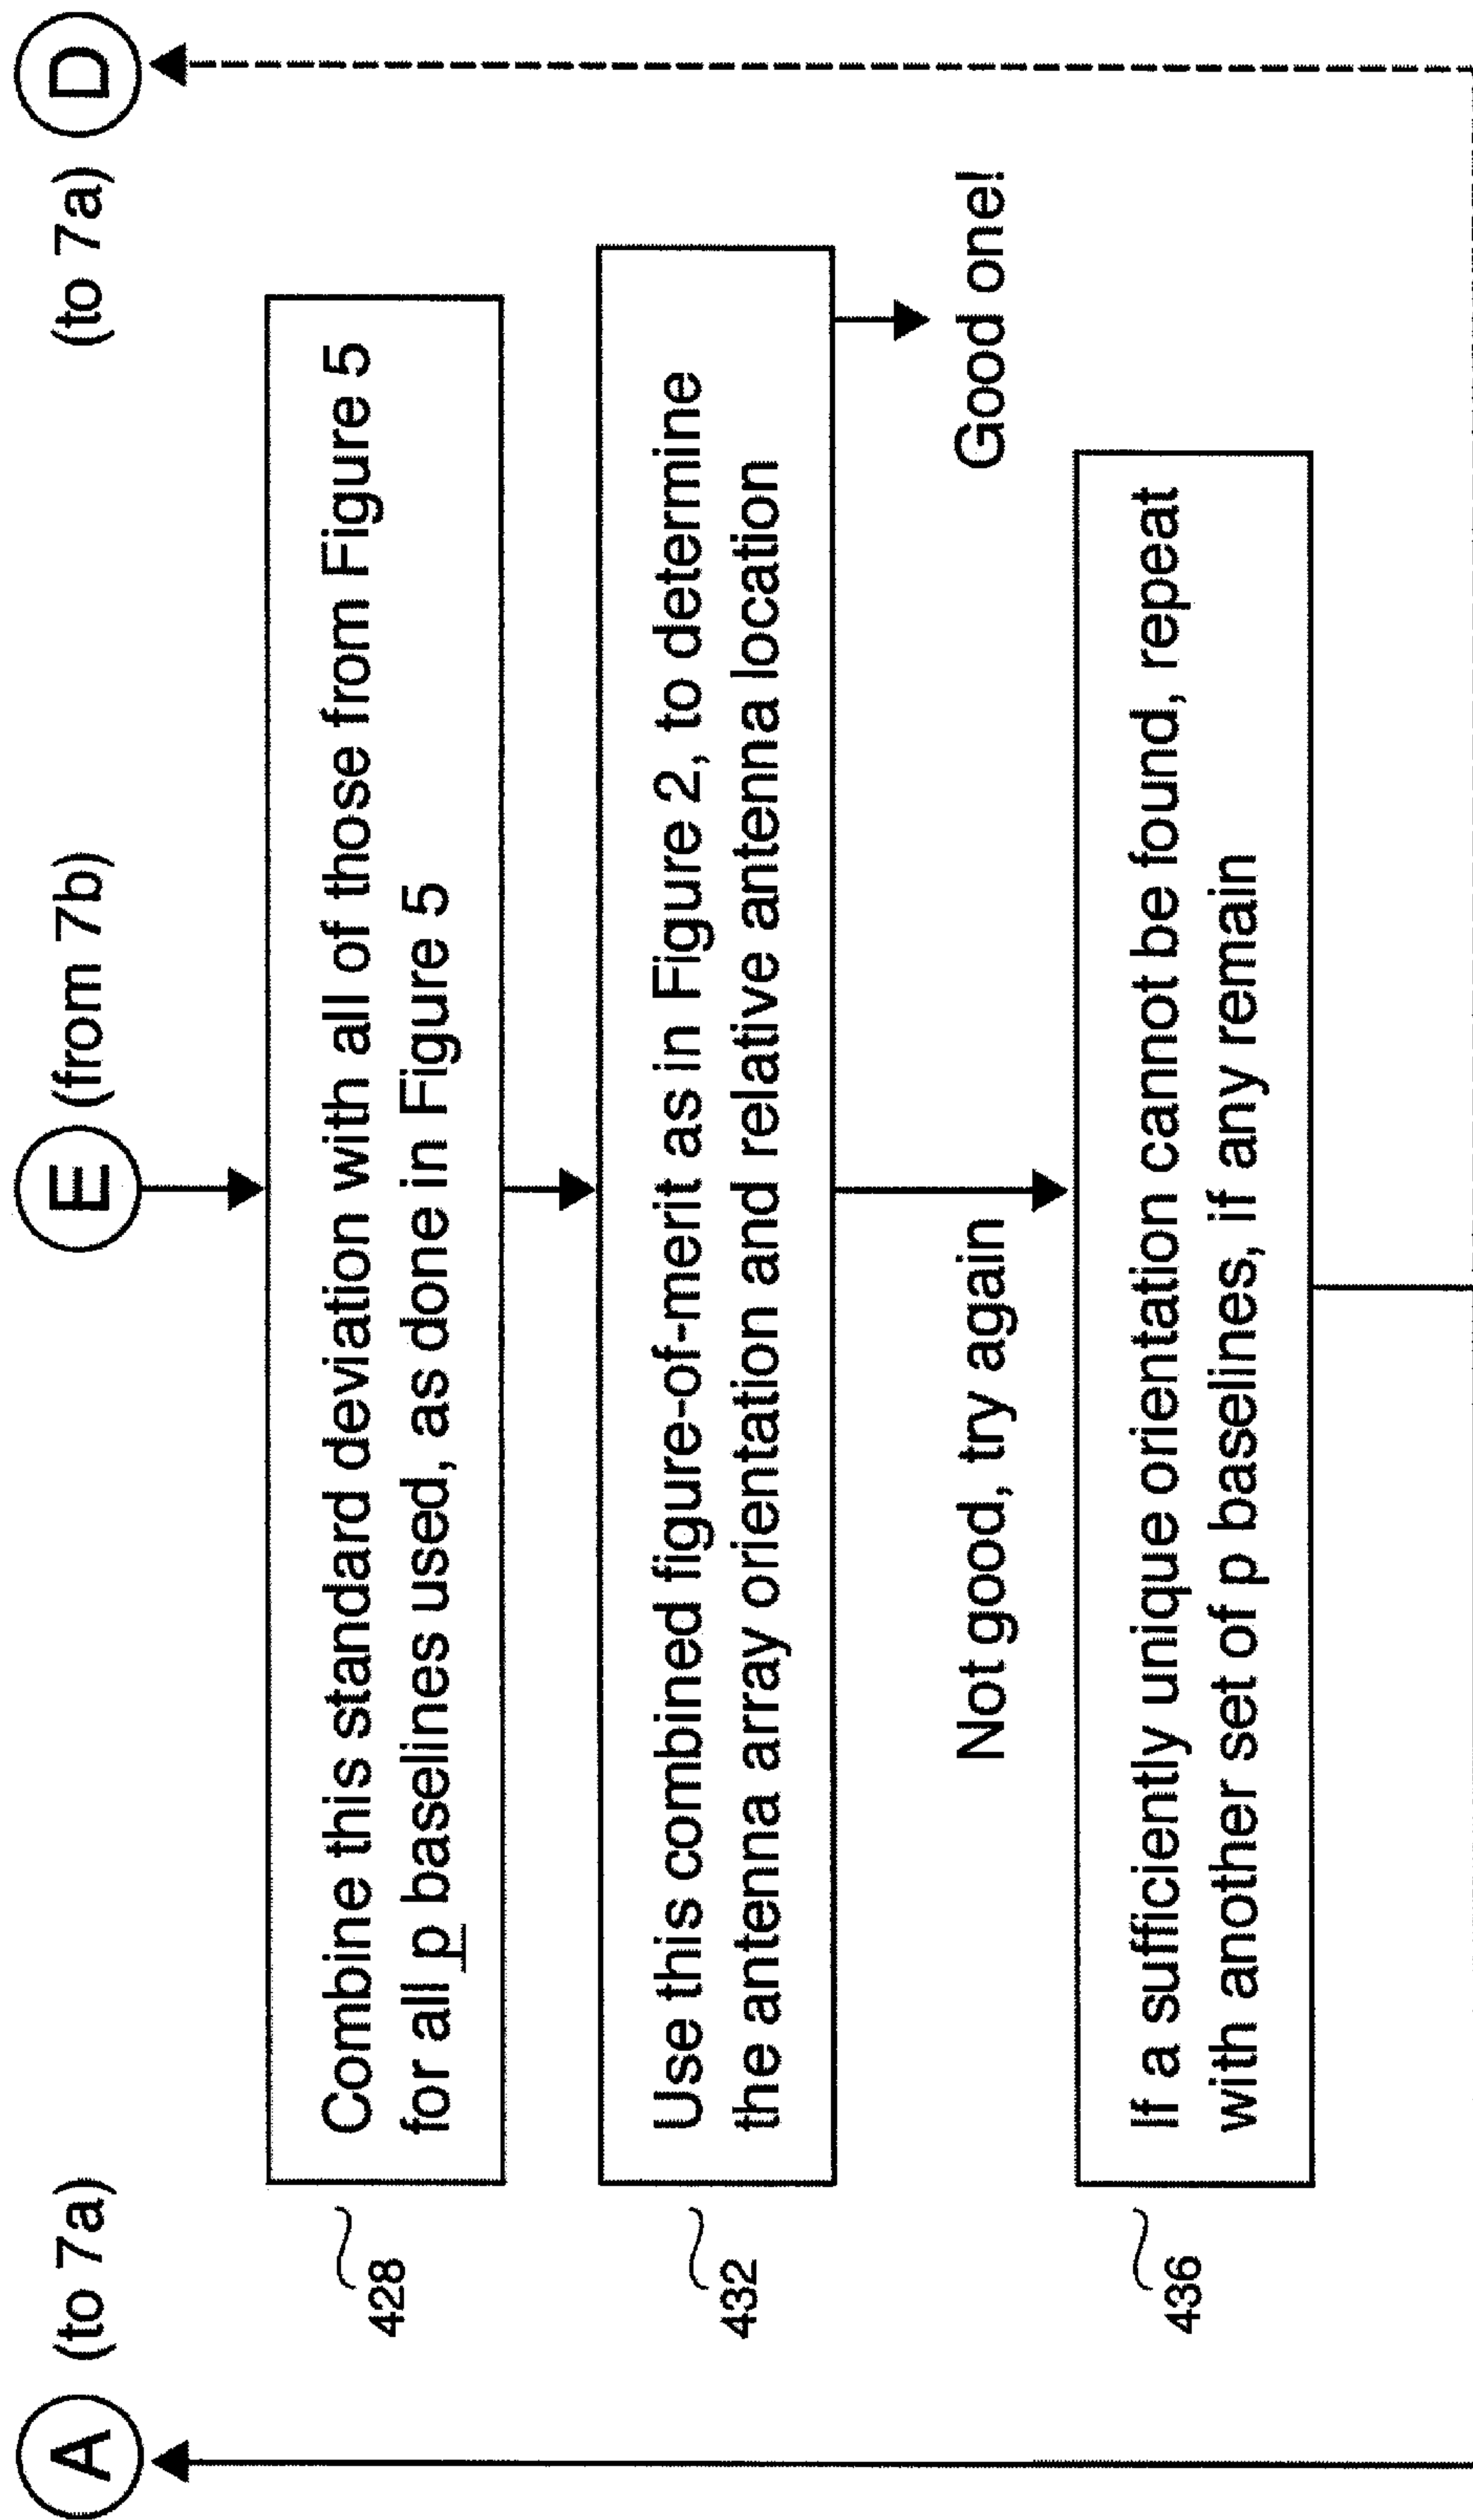 A (to 7a)
E (from 7b)
(to 7a) D
428
Combine this standard deviation with all of those from Figure 5
for all p baselines used, as done in Figure 5
432
Use this combined figure-of-merit as in Figure 2, to determine
the antenna array orientation and relative antenna location
Not good, try again
Good one!
436
If a sufficiently unique orientation cannot be found, repeat
with another set of p baselines, if any remain